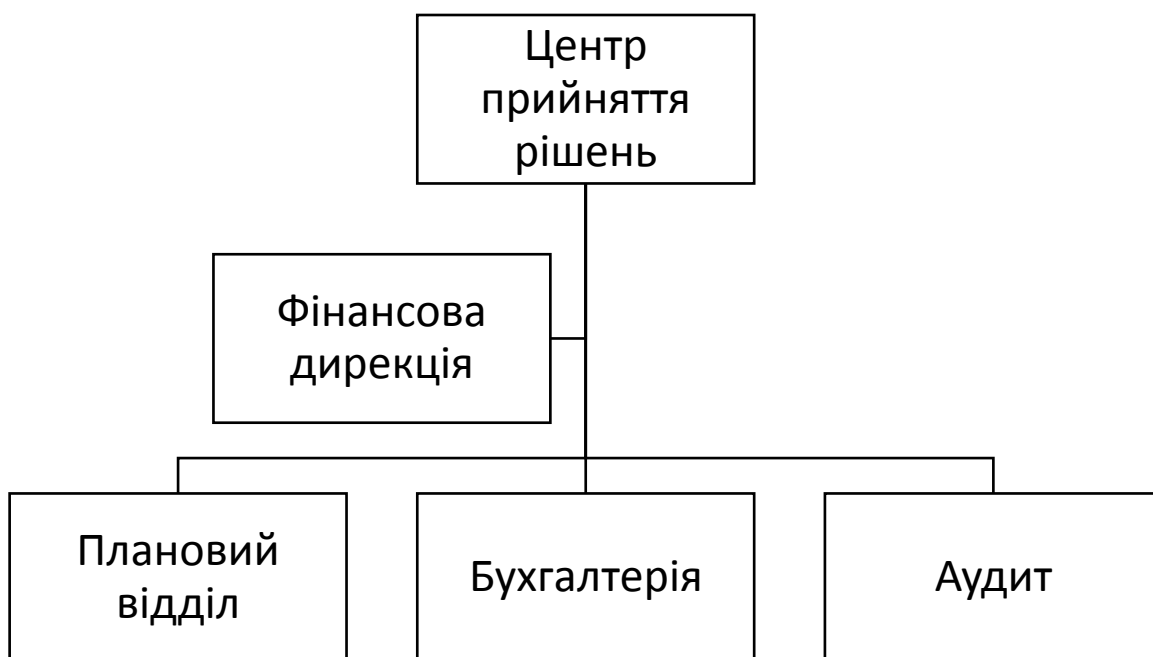 Центр
прийняття
рішень
Фінансова
дирекція
Плановий
відділ
Бухгалтерія
Аудит